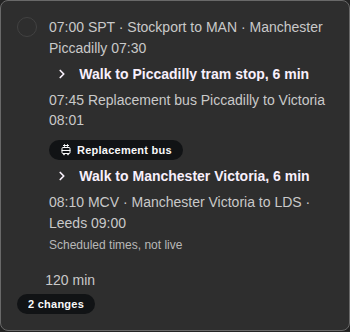 07:00 SPT · Stockport to MAN · Manchester
Piccadilly 07:30
Walk to Piccadilly tram stop, 6 min
07:45 Replacement bus Piccadilly to Victoria
08:01
Replacement bus
Walk to Manchester Victoria, 6 min
08:10 MCV · Manchester Victoria to LDS ·
Leeds 09:00
Scheduled times, not live
120 min
2 changes